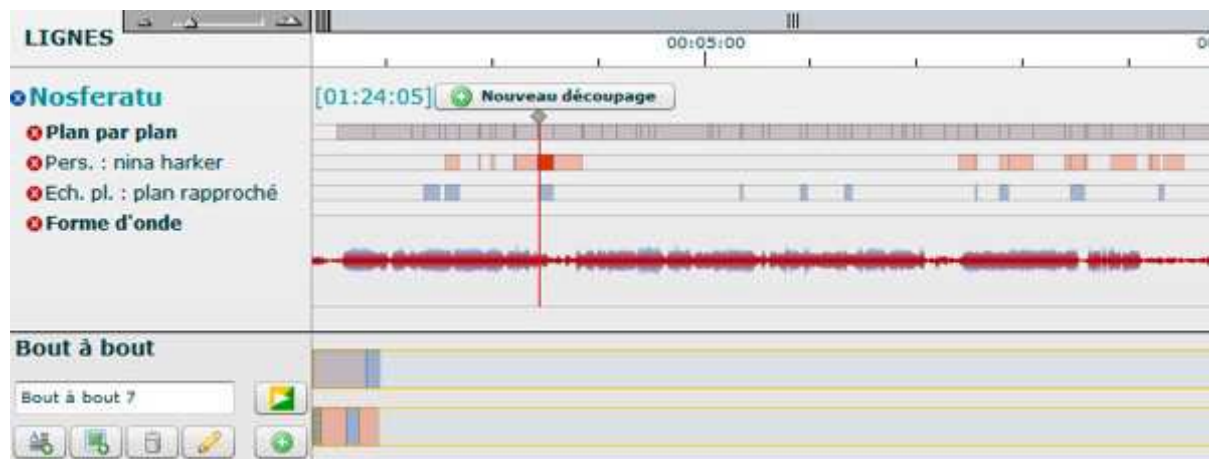 LIGNES
00:05:00
Nosferatu
[01:24:05]
Nouveau découpage
Plan par plan
Pers. : nina harker
Ech. pl. : plan rapproché
Forme d'onde
Bout à bout
Bout à bout 7